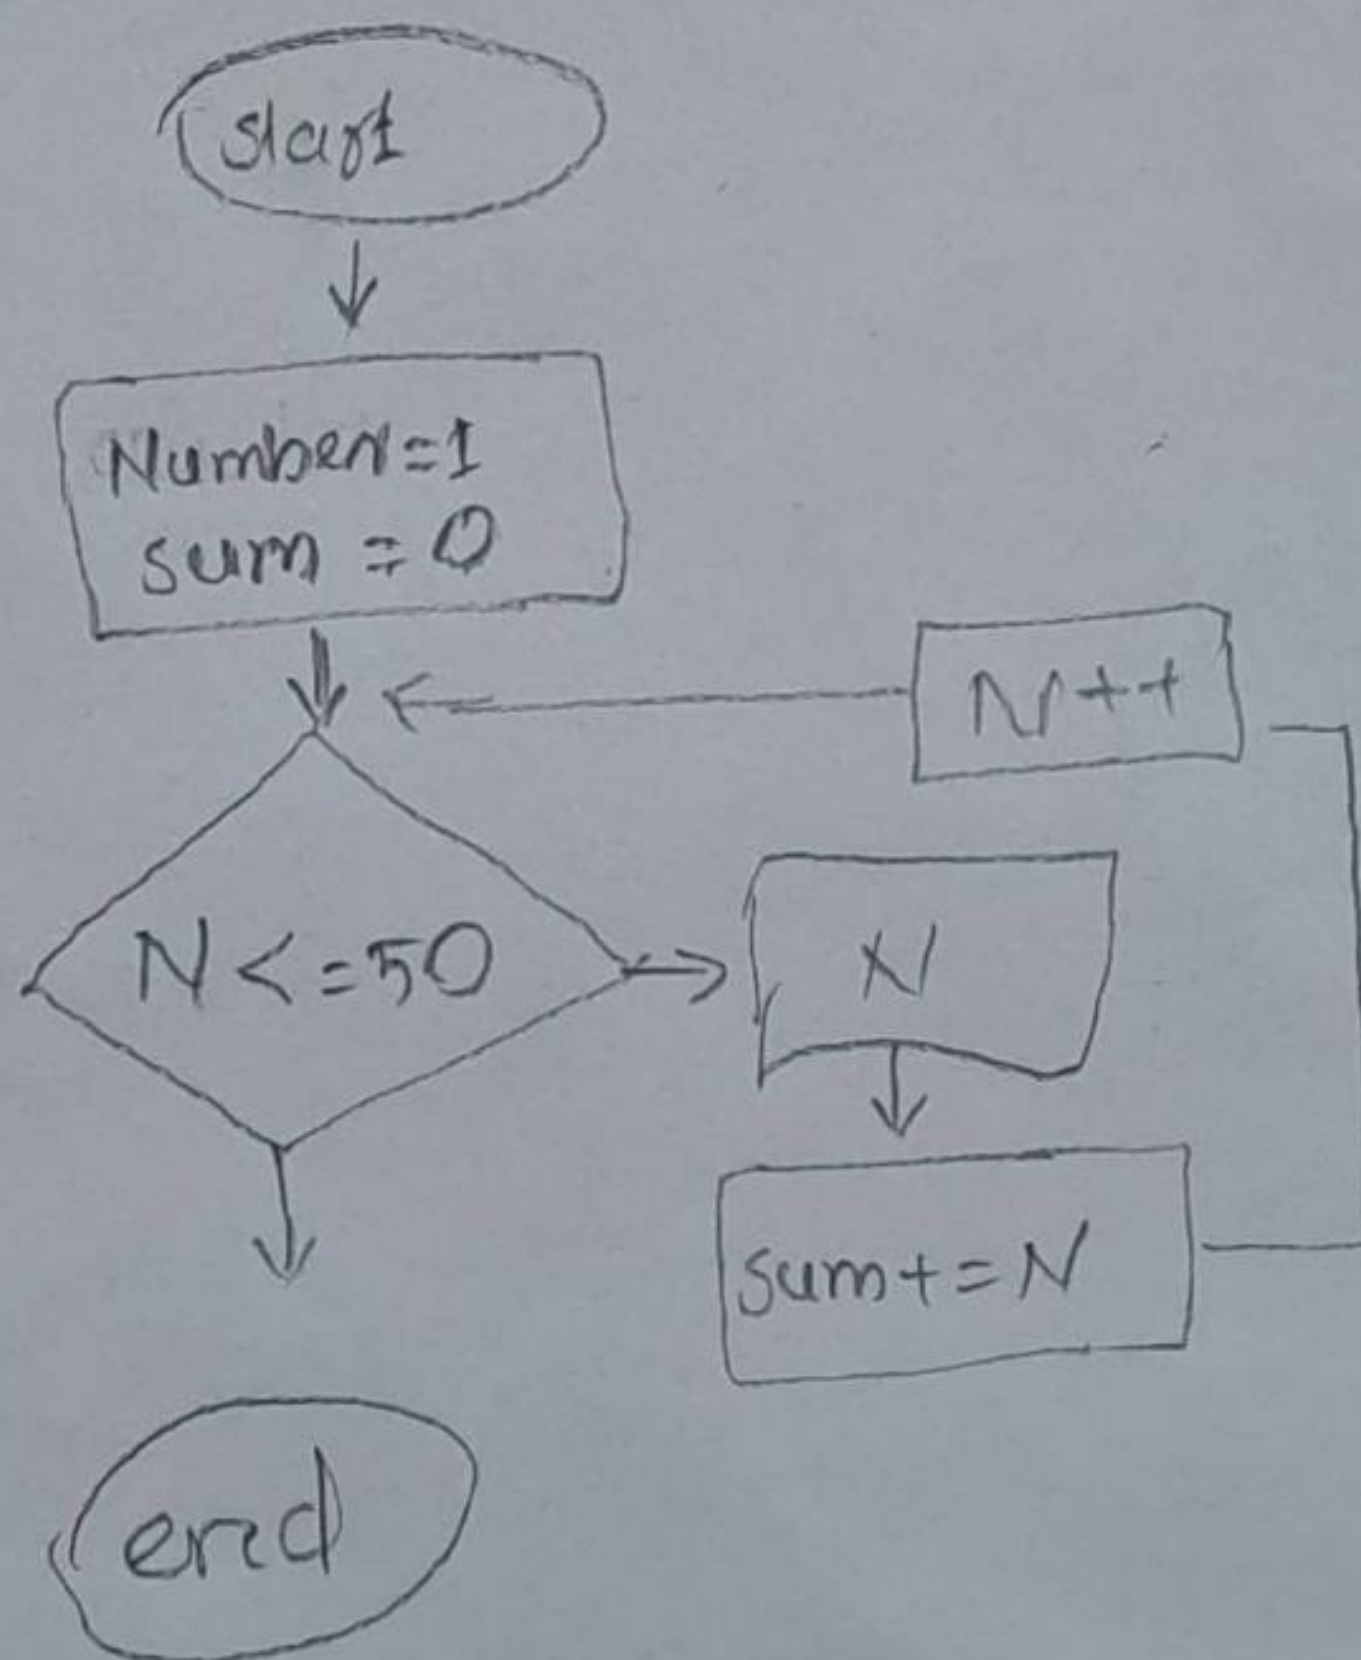 start
Number=1
sum = 0
N++
N<=50
N
sum+=N
end